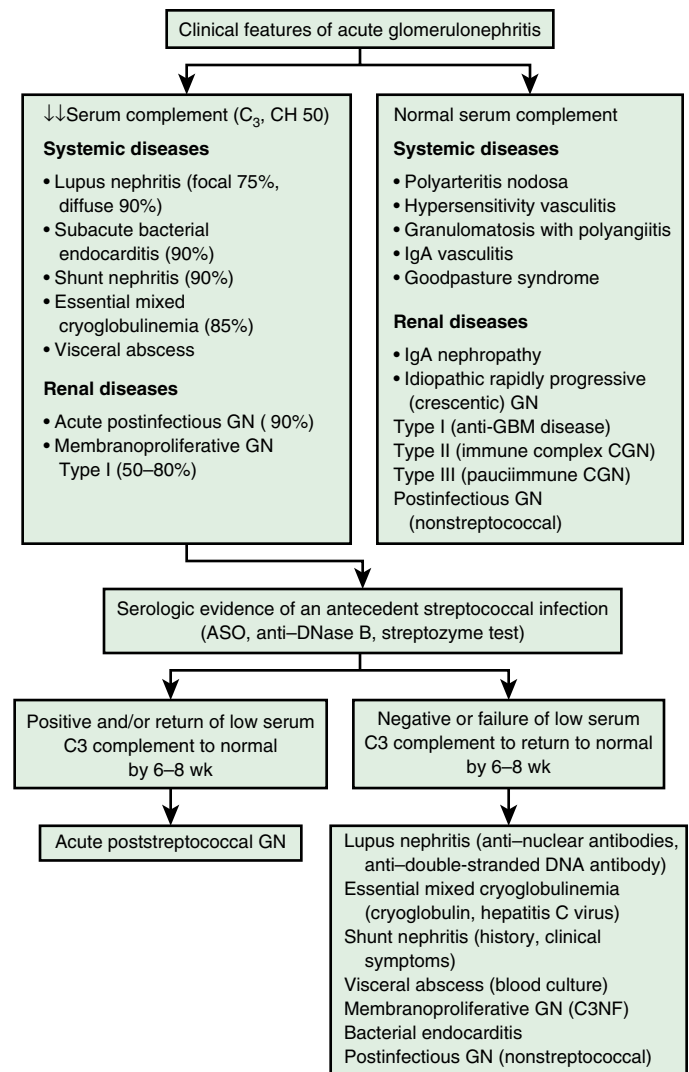 Clinical features of acute glomerulonephritis
↓↓Serum complement (C3, CH 50)
Systemic diseases
• Lupus nephritis (focal 75%,
diffuse 90%)
• Subacute bacterial
endocarditis (90%)
• Shunt nephritis (90%)
• Essential mixed
cryoglobulinemia (85%)
• Visceral abscess
Renal diseases
• Acute postinfectious GN ( 90%)
• Membranoproliferative GN
Type I (50–80%)
Normal serum complement
Systemic diseases
• Polyarteritis nodosa
• Hypersensitivity vasculitis
• Granulomatosis with polyangiitis
• IgA vasculitis
• Goodpasture syndrome
Renal diseases
• IgA nephropathy
• Idiopathic rapidly progressive
(crescentic) GN
Type I (anti-GBM disease)
Type II (immune complex CGN)
Type III (pauciimmune CGN)
Postinfectious GN
(nonstreptococcal)
Serologic evidence of an antecedent streptococcal infection
(ASO, anti–DNase B, streptozyme test)
Positive and/or return of low serum
C3 complement to normal
by 6–8 wk
Negative or failure of low serum
C3 complement to return to normal
by 6–8 wk
Acute poststreptococcal GN
Lupus nephritis (anti–nuclear antibodies,
anti–double-stranded DNA antibody)
Essential mixed cryoglobulinemia
(cryoglobulin, hepatitis C virus)
Shunt nephritis (history, clinical
symptoms)
Visceral abscess (blood culture)
Membranoproliferative GN (C3NF)
Bacterial endocarditis
Postinfectious GN (nonstreptococcal)